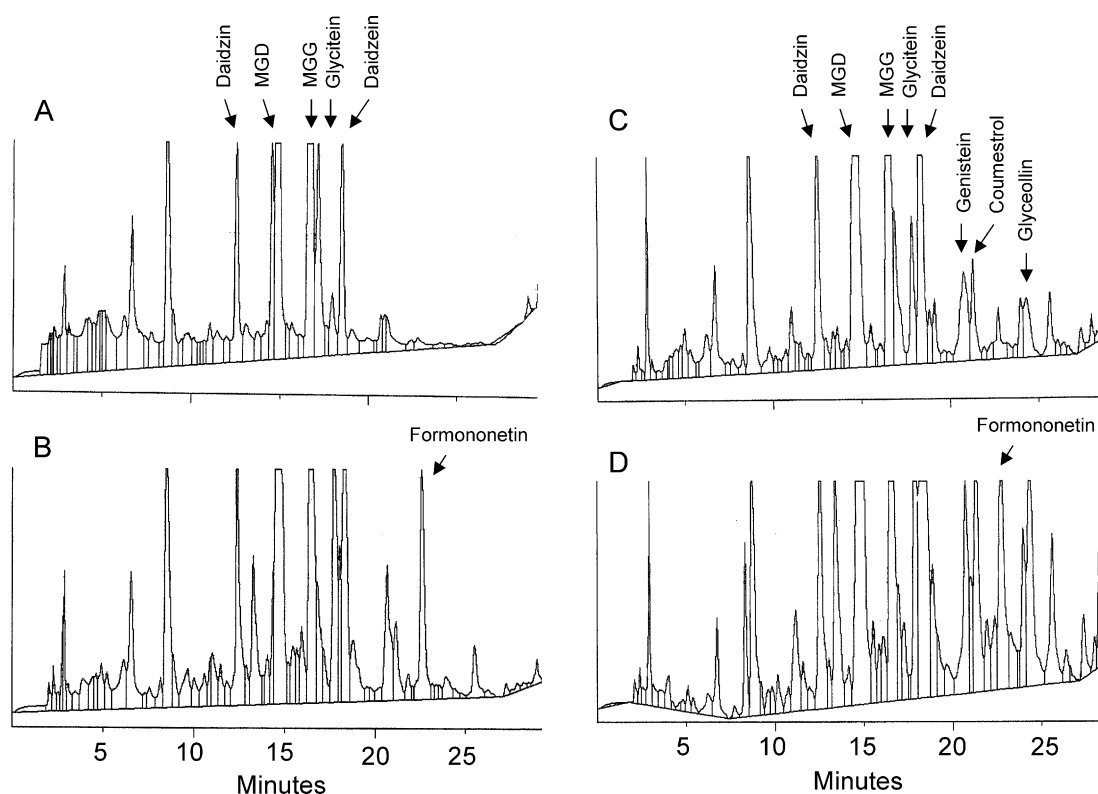 A
Daidzin
MGD
MGG
Glycitein
Daidzein
C
Daidzin
MGD
MGG
Glycitein
Daidzein
Genistein
Coumestrol
Glyceollin
B
Formononetin
5
10
15
20
25
Minutes
D
Formononetin
5
10
15
20
25
Minutes